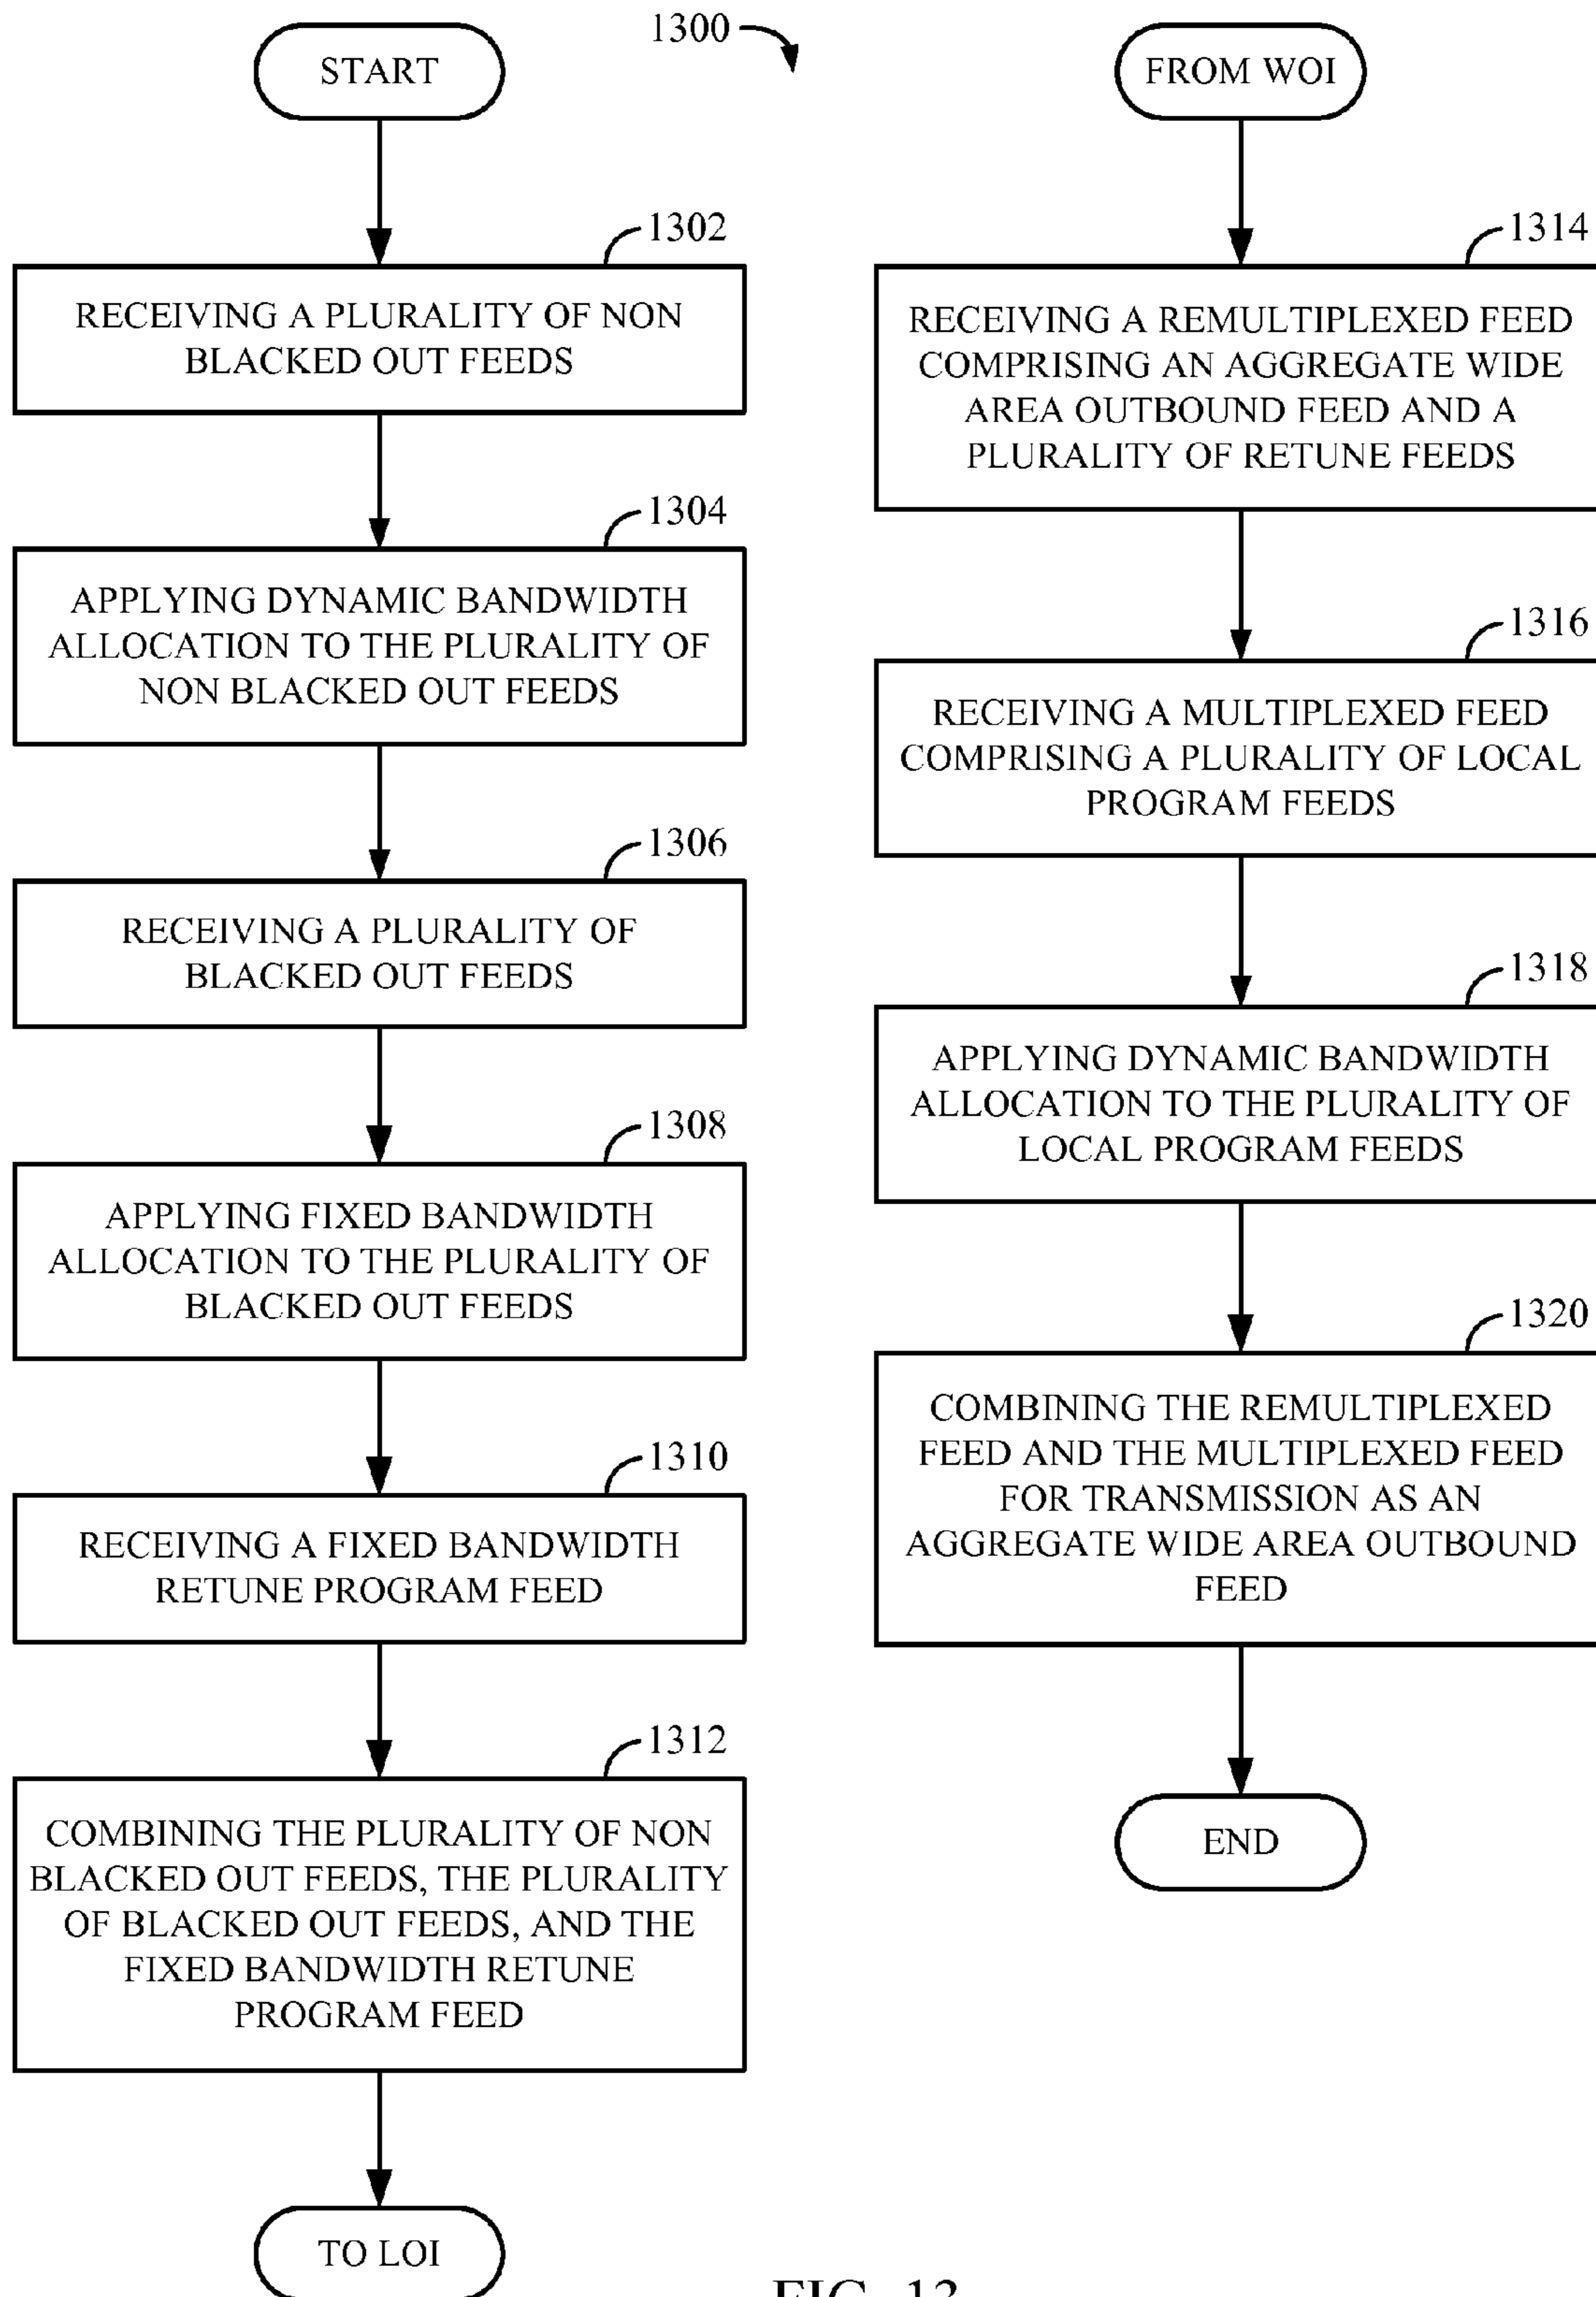 1300
START
1302
RECEIVING A PLURALITY OF NON
BLACKED OUT FEEDS
1304
APPLYING DYNAMIC BANDWIDTH
ALLOCATION TO THE PLURALITY OF
NON BLACKED OUT FEEDS
1306
RECEIVING A PLURALITY OF
BLACKED OUT FEEDS
1308
APPLYING FIXED BANDWIDTH
ALLOCATION TO THE PLURALITY OF
BLACKED OUT FEEDS
1310
RECEIVING A FIXED BANDWIDTH
RETUNE PROGRAM FEED
1312
COMBINING THE PLURALITY OF NON
BLACKED OUT FEEDS, THE PLURALITY
OF BLACKED OUT FEEDS, AND THE
FIXED BANDWIDTH RETUNE
PROGRAM FEED
TO LOI
FROM WOI
1314
RECEIVING A REMULTIPLEXED FEED
COMPRISING AN AGGREGATE WIDE
AREA OUTBOUND FEED AND A
PLURALITY OF RETUNE FEEDS
1316
RECEIVING A MULTIPLEXED FEED
COMPRISING A PLURALITY OF LOCAL
PROGRAM FEEDS
1318
APPLYING DYNAMIC BANDWIDTH
ALLOCATION TO THE PLURALITY OF
LOCAL PROGRAM FEEDS
1320
COMBINING THE REMULTIPLEXED
FEED AND THE MULTIPLEXED FEED
FOR TRANSMISSION AS AN
AGGREGATE WIDE AREA OUTBOUND
FEED
END
FIG. 13